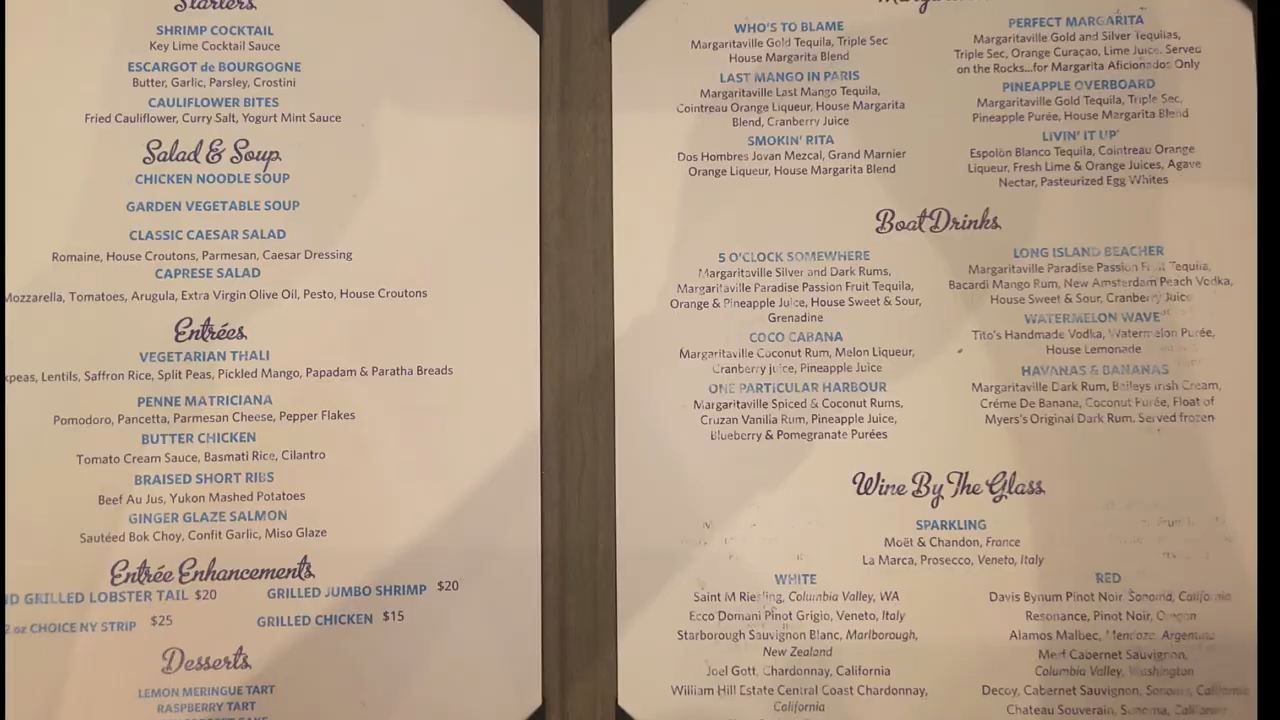 Starters
SHRIMP COCKTAIL
Key Lime Cocktail Sauce
ESCARGOT de BOURGOGNE
Butter, Garlic, Parsley, Crostini
CAULIFLOWER BITES
Fried Cauliflower, Curry Salt, Yogurt Mint Sauce
Salad & Soup
CHICKEN NOODLE SOUP
GARDEN VEGETABLE SOUP
CLASSIC CAESAR SALAD
Romaine, House Croutons, Parmesan, Caesar Dressing
CAPRESE SALAD
Mozzarella, Tomatoes, Arugula, Extra Virgin Olive Oil, Pesto, House Croutons
Entrées
VEGETARIAN THALI
Lentils, Saffron Rice, Split Peas, Pickled Mango, Papadam & Paratha Breads
PENNE MATRICIANA
Pomodoro, Pancetta, Parmesan Cheese, Pepper Flakes
BUTTER CHICKEN
Tomato Cream Sauce, Basmati Rice, Cilantro
BRAISED SHORT RIBS
Beef Au Jus, Yukon Mashed Potatoes
GINGER GLAZE SALMON
Sautéed Bok Choy, Confit Garlic, Miso Glaze
Entrée Enhancements
GRILLED LOBSTER TAIL $20
GRILLED JUMBO SHRIMP $20
oz CHOICE NY STRIP $25
GRILLED CHICKEN $15
Desserts
LEMON MERINGUE TART
RASPBERRY TART
WHO'S TO BLAME
Margaritaville Gold Tequila, Triple Sec
House Margarita Blend
LAST MANGO IN PARIS
Margaritaville Last Mango Tequila,
Cointreau Orange Liqueur, House Margarita
Blend, Cranberry Juice
SMOKIN' RITA
Dos Hombres Jovan Mezcal, Grand Marnier
Orange Liqueur, House Margarita Blend
PERFECT MARGARITA
Margaritaville Gold and Silver Tequilas,
Triple Sec, Orange Curaçao, Lime Juice. Served
on the Rocks...for Margarita Aficionados Only
PINEAPPLE OVERBOARD
Margaritaville Gold Tequila, Triple Sec,
Pineapple Purée, House Margarita Blend
LIVIN' IT UP'
Espolòn Blanco Tequila, Cointreau Orange
Liqueur, Fresh Lime & Orange Juices, Agave
Nectar, Pasteurized Egg Whites
Boat Drinks
5 O'CLOCK SOMEWHERE
Margaritaville Silver and Dark Rums,
Margaritaville Paradise Passion Fruit Tequila,
Orange & Pineapple Juice, House Sweet & Sour,
Grenadine
COCO CABANA
Margaritaville Coconut Rum, Melon Liqueur,
Cranberry juice, Pineapple Juice
ONE PARTICULAR HARBOUR
Margaritaville Spiced & Coconut Rums,
Cruzan Vanilla Rum, Pineapple Juice,
Blueberry & Pomegranate Purées
LONG ISLAND BEACHER
Margaritaville Paradise Passion Fruit Tequila,
Bacardi Mango Rum, New Amsterdam Peach Vodka,
House Sweet & Sour, Cranberry Juice
WATERMELON WAVE
Tito's Handmade Vodka, Watermelon Purée,
House Lemonade
HAVANAS & BANANAS
Margaritaville Dark Rum, Baileys Irish Cream,
Créme De Banana, Coconut Purée, Float of
Myers's Original Dark Rum. Served frozen
Wine By The Glass
SPARKLING
Moët & Chandon, France
La Marca, Prosecco, Veneto, Italy
WHITE
Saint M Riesling, Columbia Valley, WA
Ecco Domani Pinot Grigio, Veneto, Italy
Starborough Sauvignon Blanc, Marlborough,
New Zealand
Joel Gott, Chardonnay, California
William Hill Estate Central Coast Chardonnay,
California
RED
Davis Bynum Pinot Noir Sonoma, California
Resonance, Pinot Noir, Oregon
Alamos Malbec, Mendoza, Argentina
Merf Cabernet Sauvignon,
Columbia Valley, Washington
Decoy, Cabernet Sauvignon, Sonoma, California
Chateau Souverain, Sonoma, California